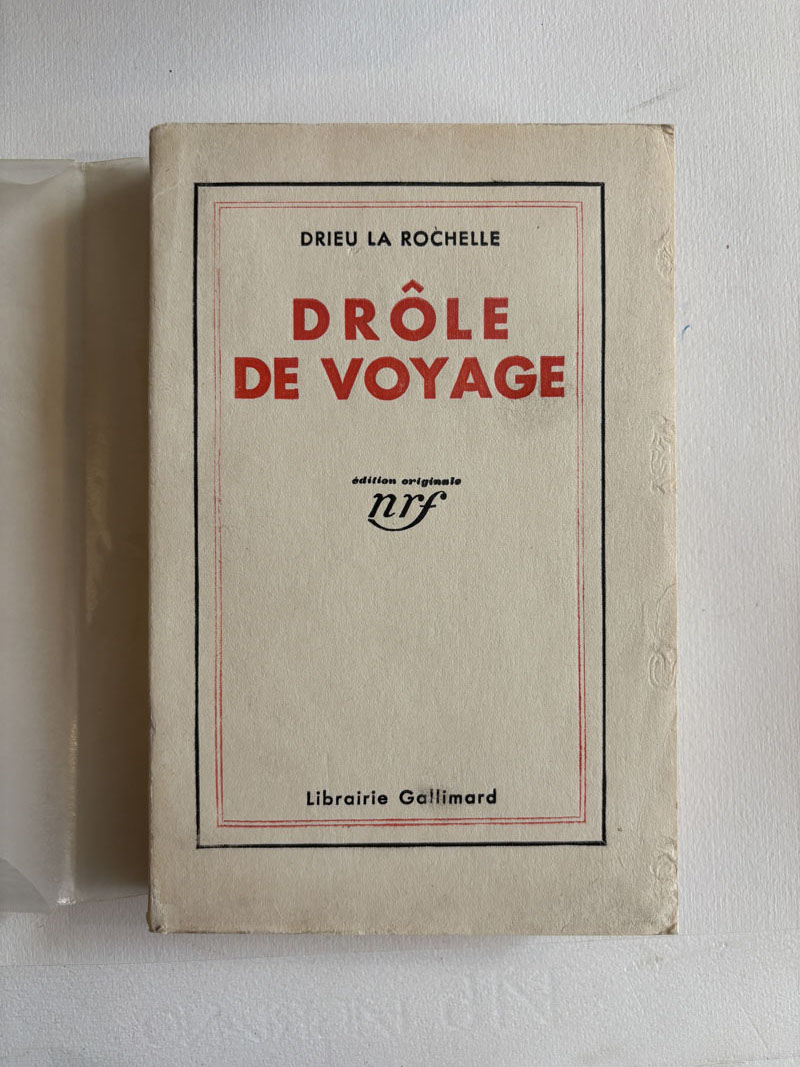 DRIEU LA ROCHELLE
DRÔLE
DE VOYAGE
édition originale
nrf
Librairie Gallimard